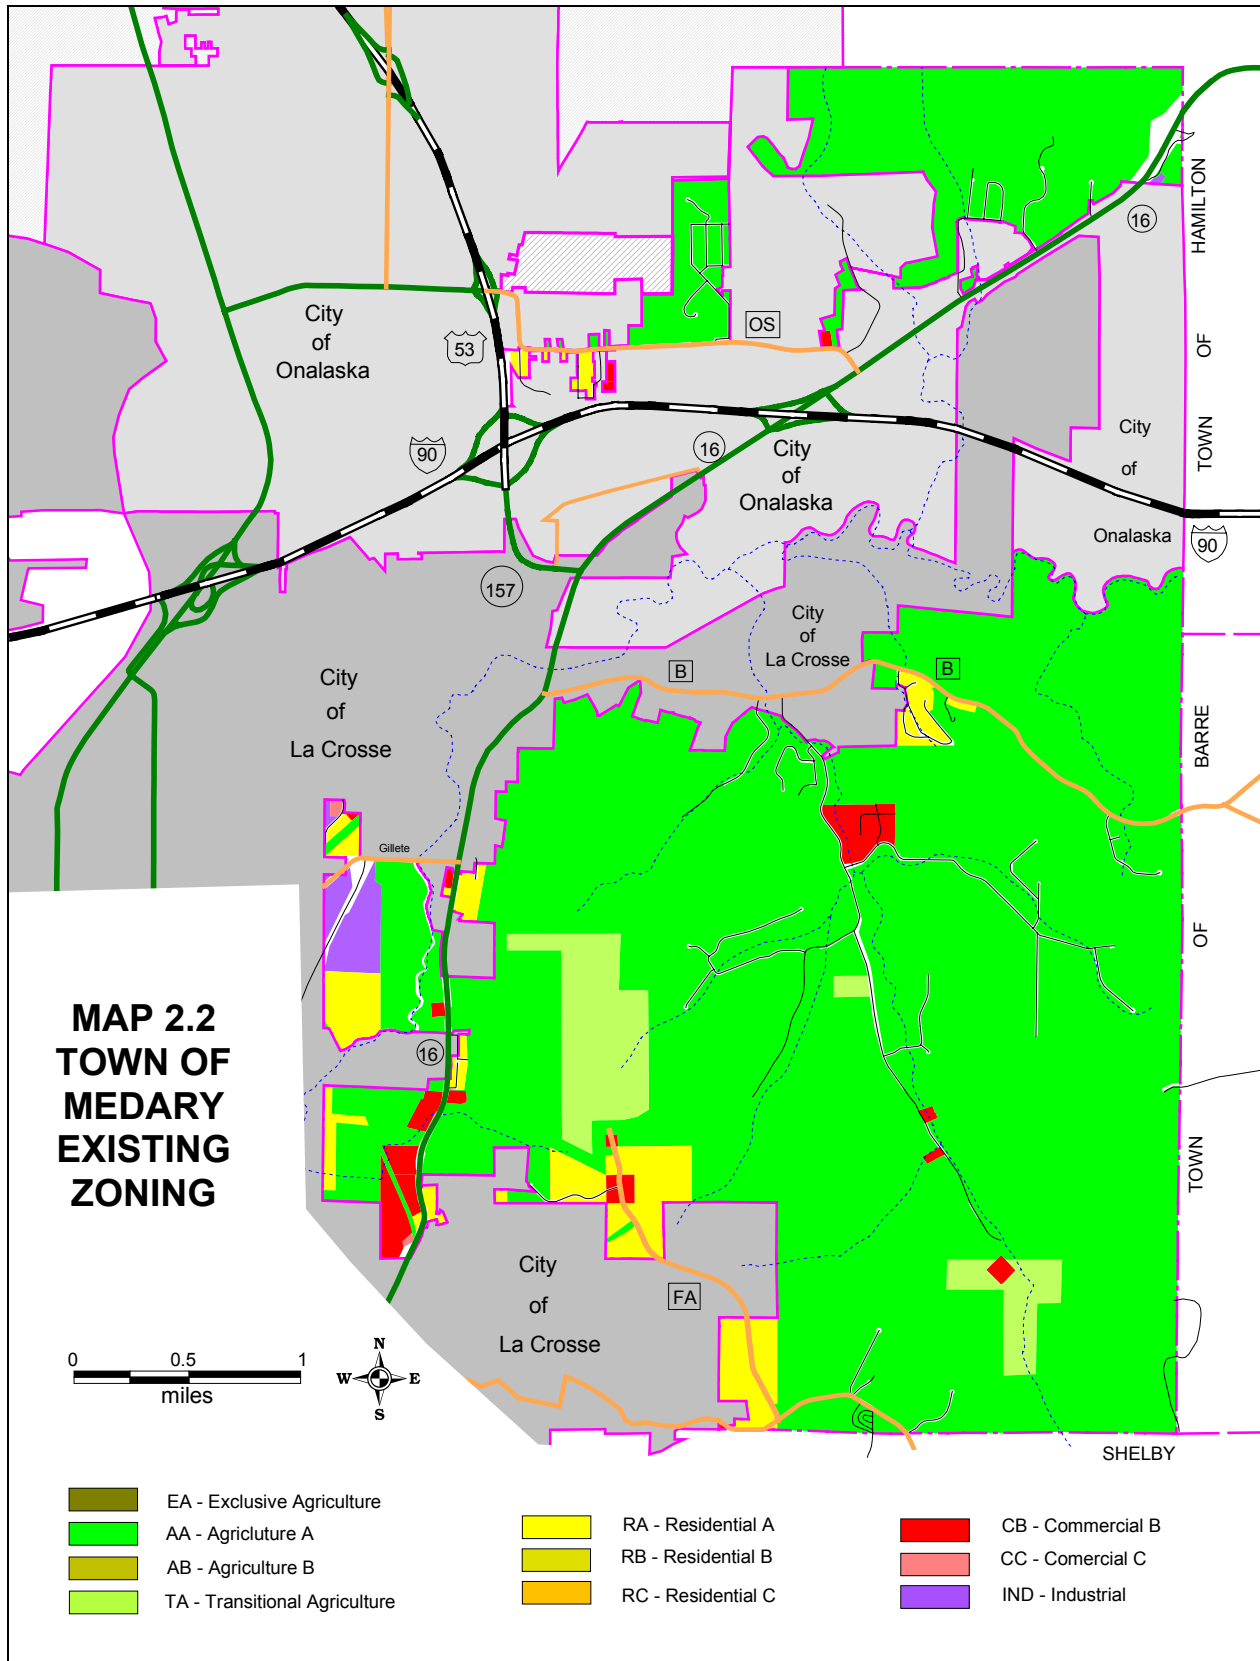 HAMILTON
16
City
of
Onalaska
53
OS
OF
City
of
Onalaska
TOWN
90
16
City
of
Onalaska
90
157
City
of
La Crosse
B
B
City
of
La Crosse
BARRE
Gillete
OF
MAP 2.2
TOWN OF
MEDARY
EXISTING
ZONING
16
TOWN
City
of
La Crosse
FA
0 0.5 1
miles
N
W E
S
SHELBY
EA - Exclusive Agriculture
AA - Agricluture A
AB - Agriculture B
TA - Transitional Agriculture
RA - Residential A
RB - Residential B
RC - Residential C
CB - Commercial B
CC - Comercial C
IND - Industrial